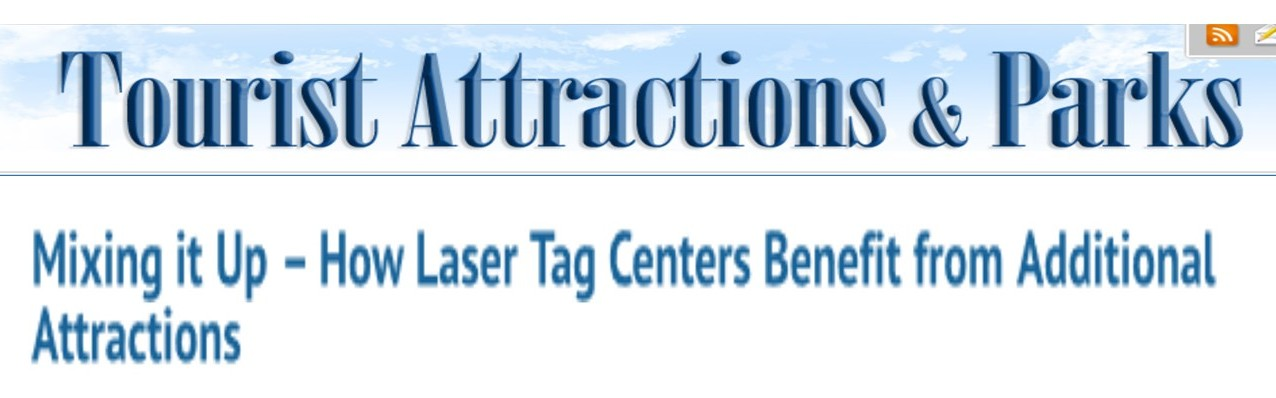 Tourist Attractions & Parks
Mixing it Up – How Laser Tag Centers Benefit from Additional
Attractions